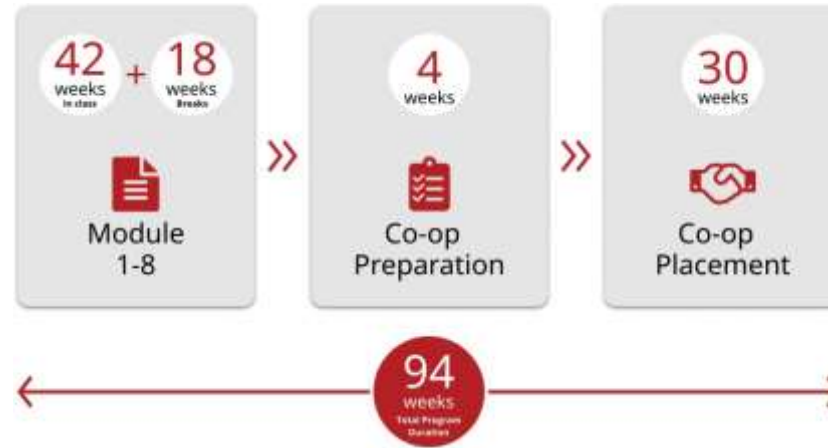 42 + 18
weeks weeks
In class Breaks
Module
1-8
4
weeks
Co-op
Preparation
30
weeks
Co-op
Placement
94
weeks
Total Program
Duration